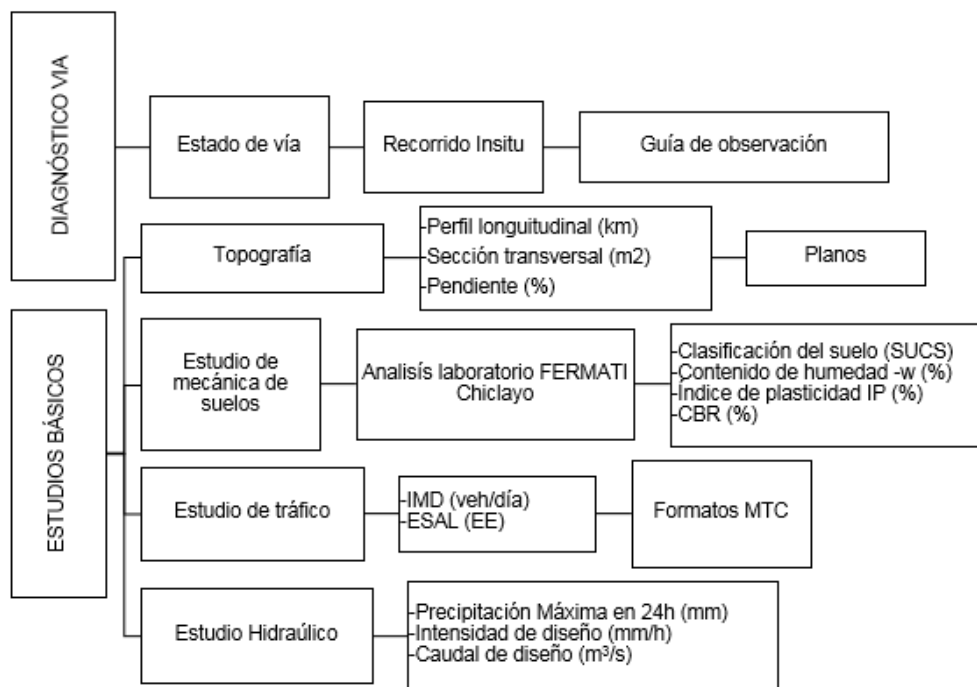 DIAGNÓSTICO VIA
Estado de vía
Recorrido Insitu
Guía de observación
ESTUDIOS BÁSICOS
Topografía
-Perfil longuitudinal (km)
-Sección transversal (m2)
-Pendiente (%)
Planos
Estudio de
mecánica de
suelos
Analisís laboratorio FERMATI
Chiclayo
-Clasificación del suelo (SUCS)
-Contenido de humedad -w (%)
-Índice de plasticidad IP (%)
-CBR (%)
Estudio de tráfico
-IMD (veh/día)
-ESAL (EE)
Formatos MTC
Estudio Hidraúlico
-Precipitación Máxima en 24h (mm)
-Intensidad de diseño (mm/h)
-Caudal de diseño (m³/s)